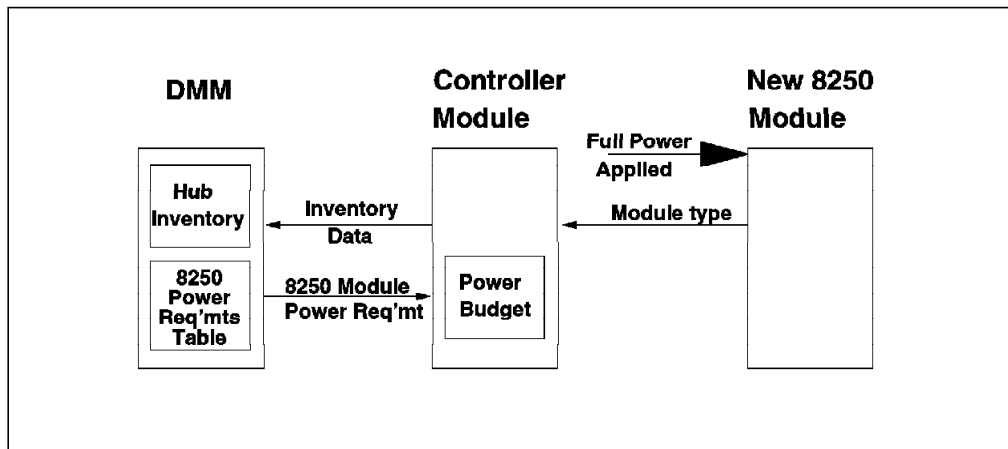 DMM
Controller
Module
New 8250
Module
Full Power
Applied
Hub
Inventory
Inventory
Data
Module type
8250
Power
Req'mts
Table
8250 Module
Power Req'mt
Power
Budget